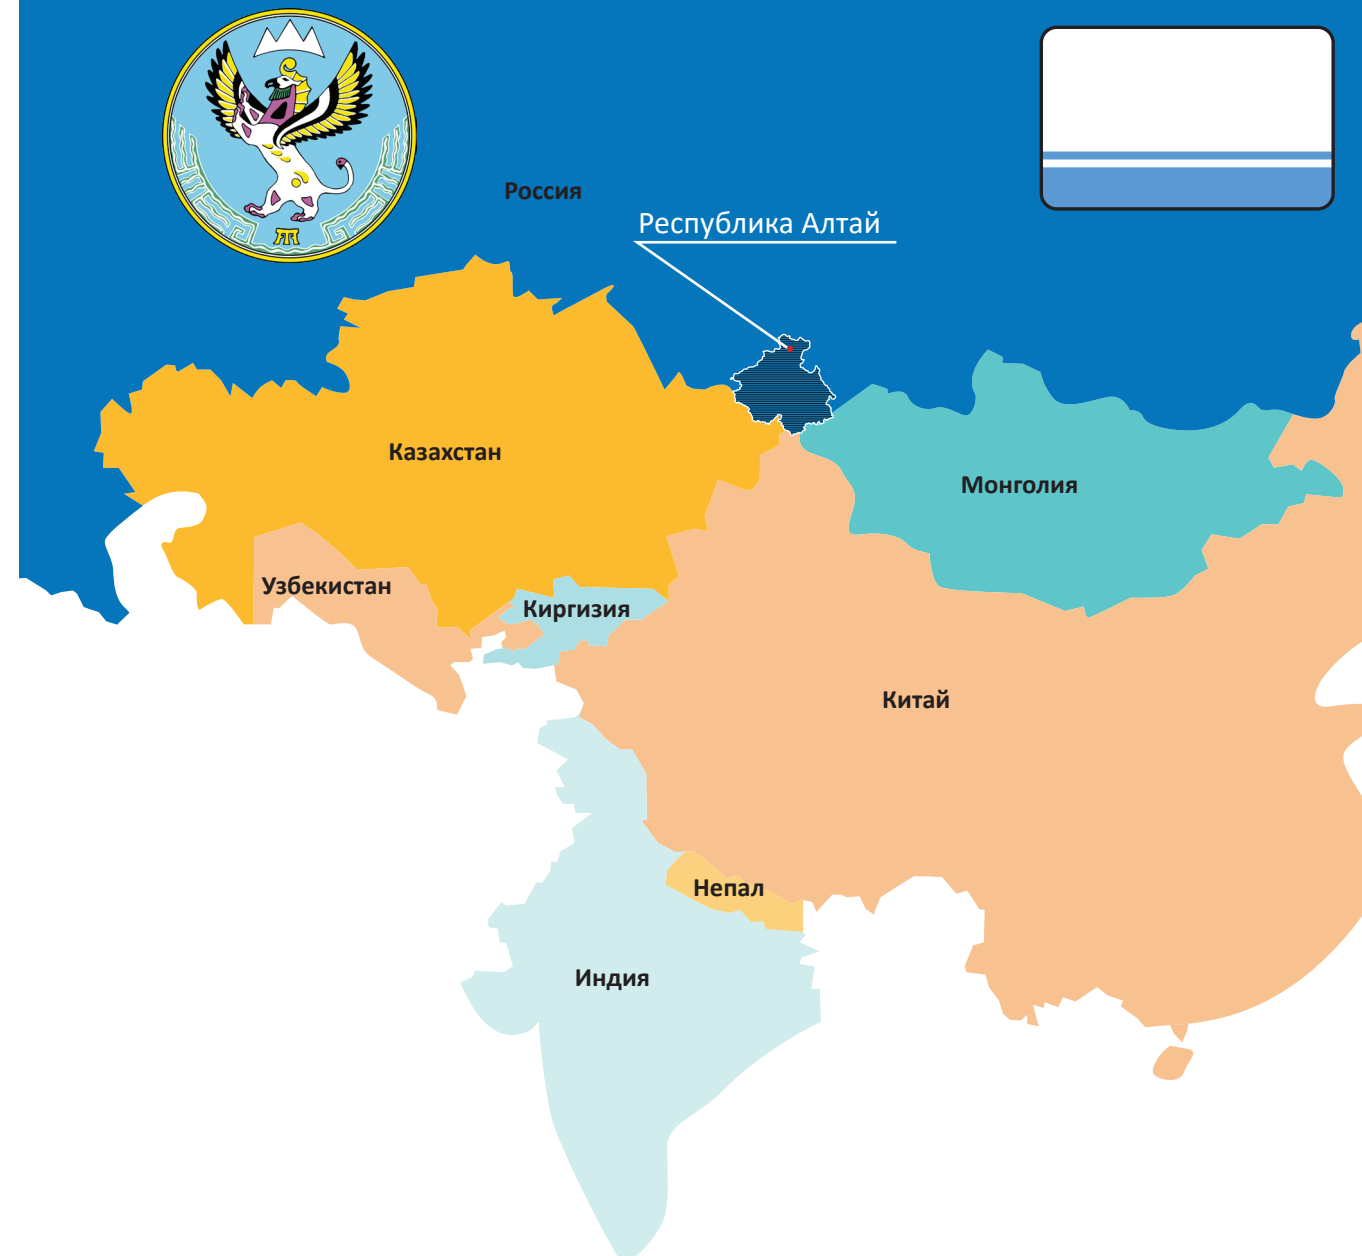 Россия
Республика Алтай
Казахстан
Монголия
Узбекистан
Киргизия
Китай
Непал
Индия